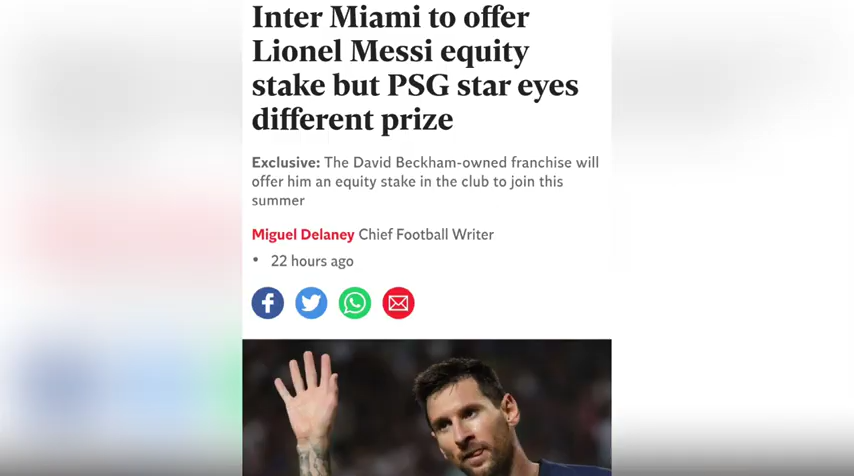 Inter Miami to offer
Lionel Messi equity
stake but PSG star eyes
different prize
Exclusive: The David Beckham-owned franchise will
offer him an equity stake in the club to join this
summer
Miguel Delaney Chief Football Writer
• 22 hours ago